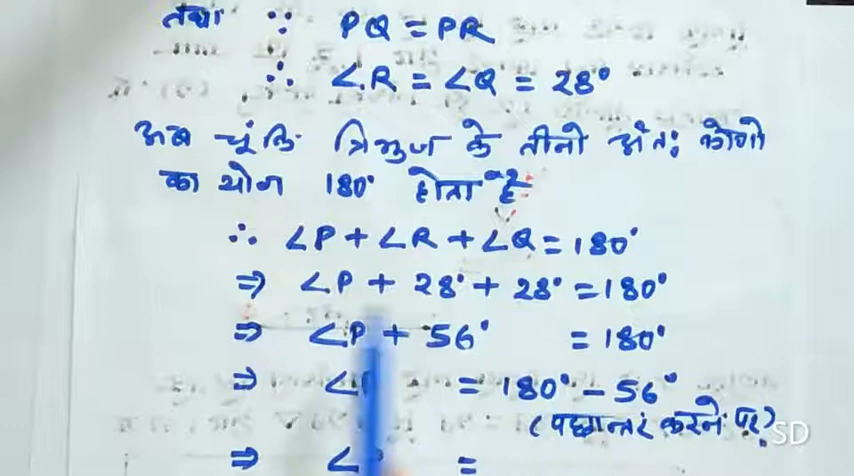 तथा ∵ PQ = PR
∴ ∠R = ∠Q = 28°
अब चूंकि त्रिभुज के तीनो अंत: कोणो
का योग 180° होता है
∴ ∠P + ∠R + ∠Q = 180°
⇒ ∠P + 28° + 28° = 180°
⇒ ∠P + 56° = 180°
⇒ ∠P = 180° - 56°
(पक्षान्तर करने पर)
⇒ ∠P =
SD